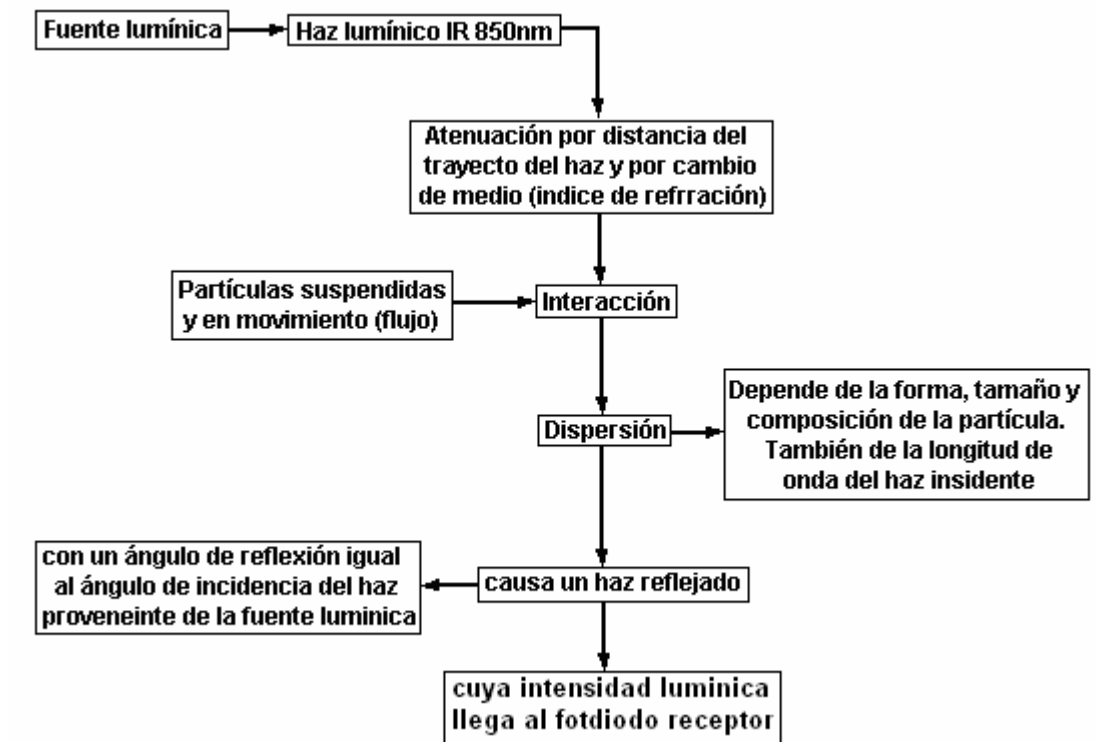 Fuente lumínica
Haz lumínico IR 850nm
Atenuación por distancia del
trayecto del haz y por cambio
de medio (indice de refrración)
Partículas suspendidas
y en movimiento (flujo)
Interacción
Dispersión
Depende de la forma, tamaño y
composición de la partícula.
También de la longitud de
onda del haz insidente
con un ángulo de reflexión igual
al ángulo de incidencia del haz
proveneinte de la fuente luminica
causa un haz reflejado
cuya intensidad luminica
llega al fotdiodo receptor